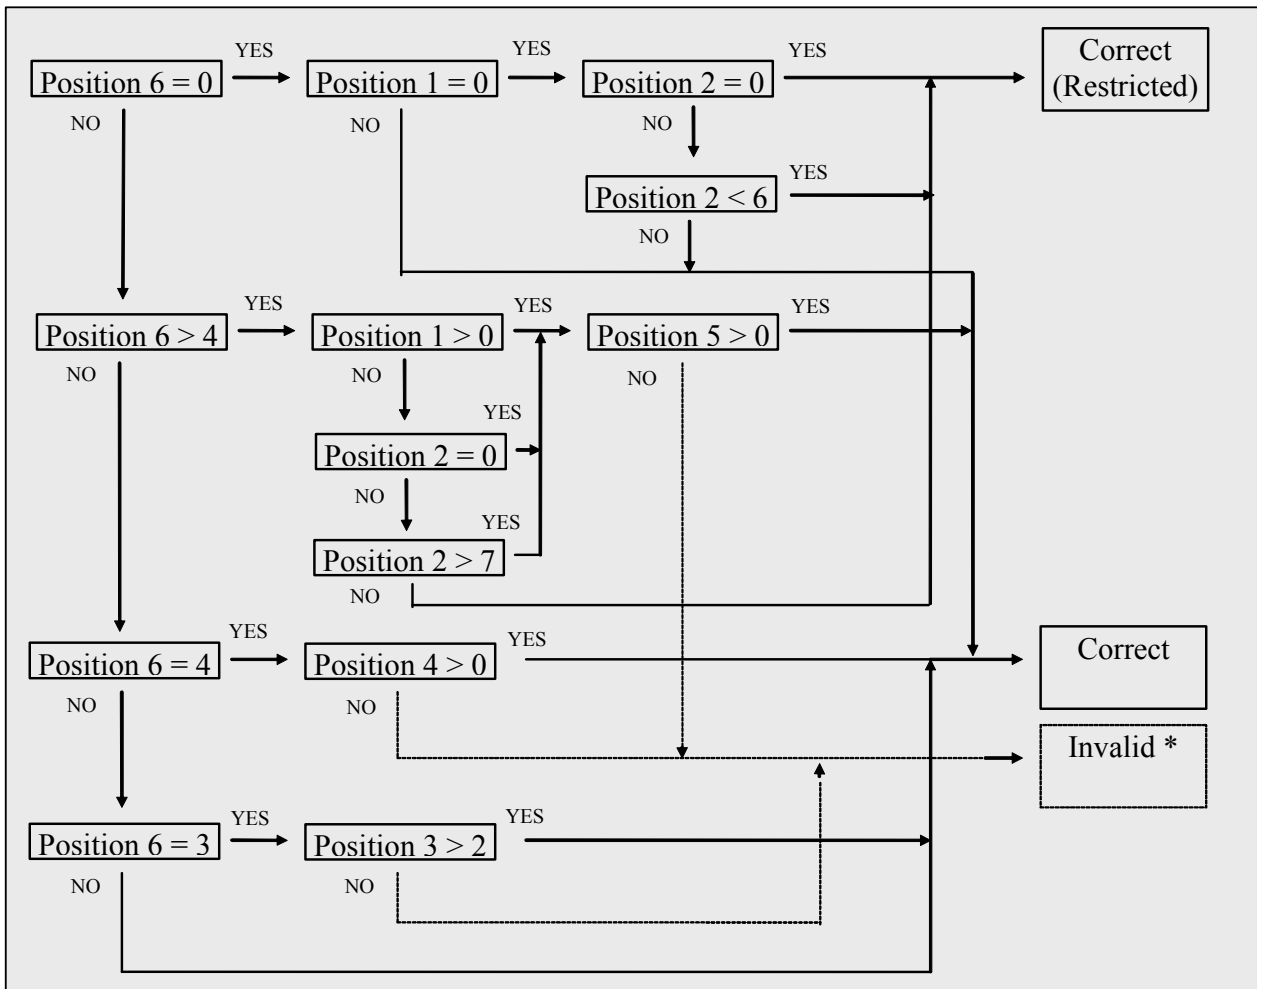 YES YES YES
Position 6 = 0 Position 1 = 0 Position 2 = 0 Correct
(Restricted)
NO NO NO
YES
Position 2 < 6
NO
YES YES YES
Position 6 > 4 Position 1 > 0 Position 5 > 0
NO NO NO
YES
Position 2 = 0
NO
YES
Position 2 > 7
NO
YES YES
Position 6 = 4 Position 4 > 0 Correct
NO NO
Invalid *
YES YES
Position 6 = 3 Position 3 > 2
NO NO